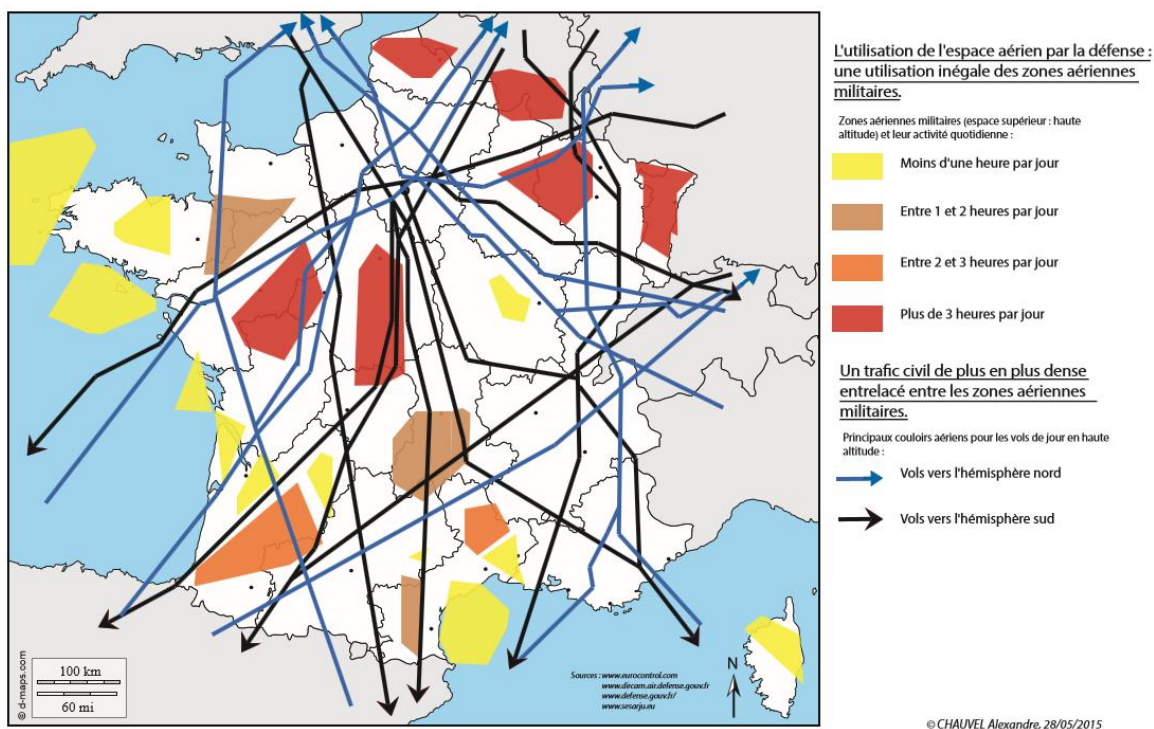 L'utilisation de l'espace aérien par la défense :
une utilisation inégale des zones aériennes
militaires.
Zones aériennes militaires (espace supérieur : haute
altitude) et leur activité quotidienne :
Moins d'une heure par jour
Entre 1 et 2 heures par jour
Entre 2 et 3 heures par jour
Plus de 3 heures par jour
Un trafic civil de plus en plus dense
entrelacé entre les zones aériennes
militaires.
Principaux couloirs aériens pour les vols de jour en haute
altitude :
Vols vers l'hémisphère nord
Vols vers l'hémisphère sud
© d-maps.com
100 km
60 mi
Sources : www.eurocontrol.com
www.dircam.air.defense.gouv.fr
www.defense.gouv.fr/
www.sesarju.eu
N
© CHAUVEL Alexandre, 28/05/2015